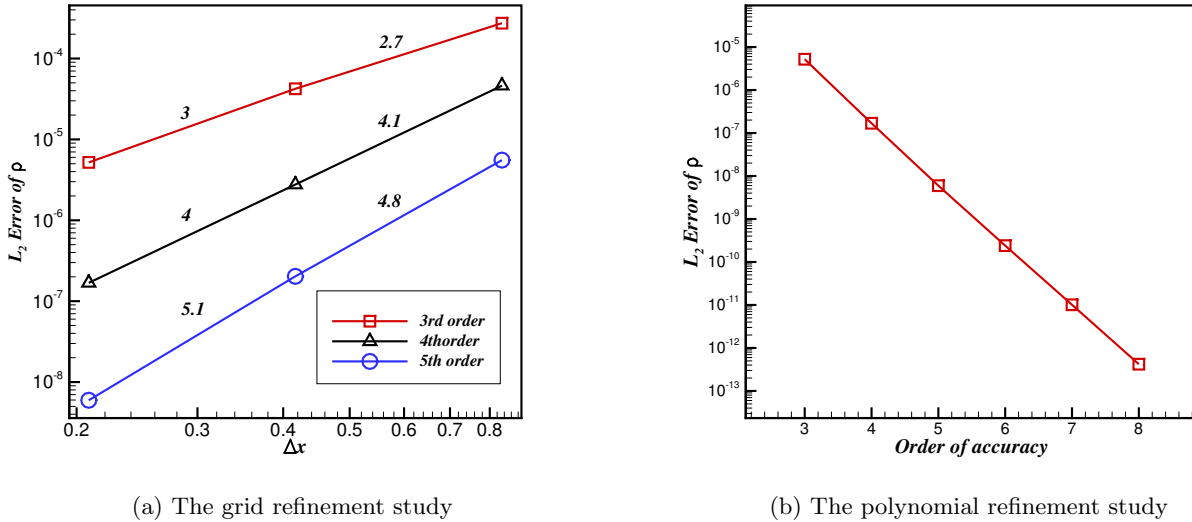 10^-4
10^-5
10^-6
10^-7
10^-8
L_2 Error of ρ
2.7
3
4.1
4
4.8
5.1
3rd order
4thorder
5th order
0.2 0.3 0.4 0.5 0.6 0.7 0.8
Δx
(a) The grid refinement study
10^-5
10^-6
10^-7
10^-8
10^-9
10^-10
10^-11
10^-12
10^-13
L_2 Error of ρ
3 4 5 6 7 8
Order of accuracy
(b) The polynomial refinement study